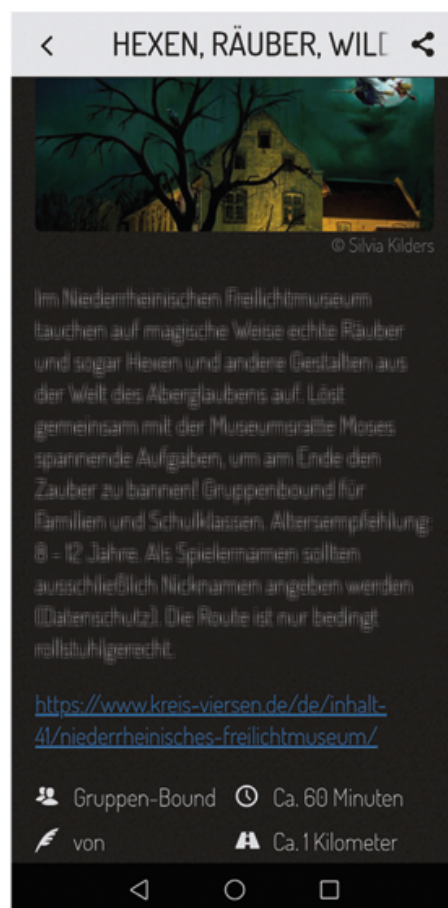 HEXEN, RÄUBER, WILD
© Silvia Kilders
Im Niederrheinischen Freilichtmuseum
tauchen auf magische Weise echte Räuber
und sogar Hexen und andere Gestalten aus
der Welt des Aberglaubens auf. Löst
gemeinsam mit der Museumsratte Moses
spannende Aufgaben, um am Ende den
Zauber zu bannen! Gruppenbound für
Familien und Schulklassen. Altersempfehlung:
8 - 12 Jahre. Als Spielernamen sollten
ausschließlich Nicknamen angeben werden
(Datenschutz). Die Route ist nur bedingt
rollstuhlgerecht.
https://www.kreis-viersen.de/de/inhalt-
41/niederrheinisches-freilichtmuseum/
Gruppen-Bound Ca. 60 Minuten
von Ca. 1 Kilometer